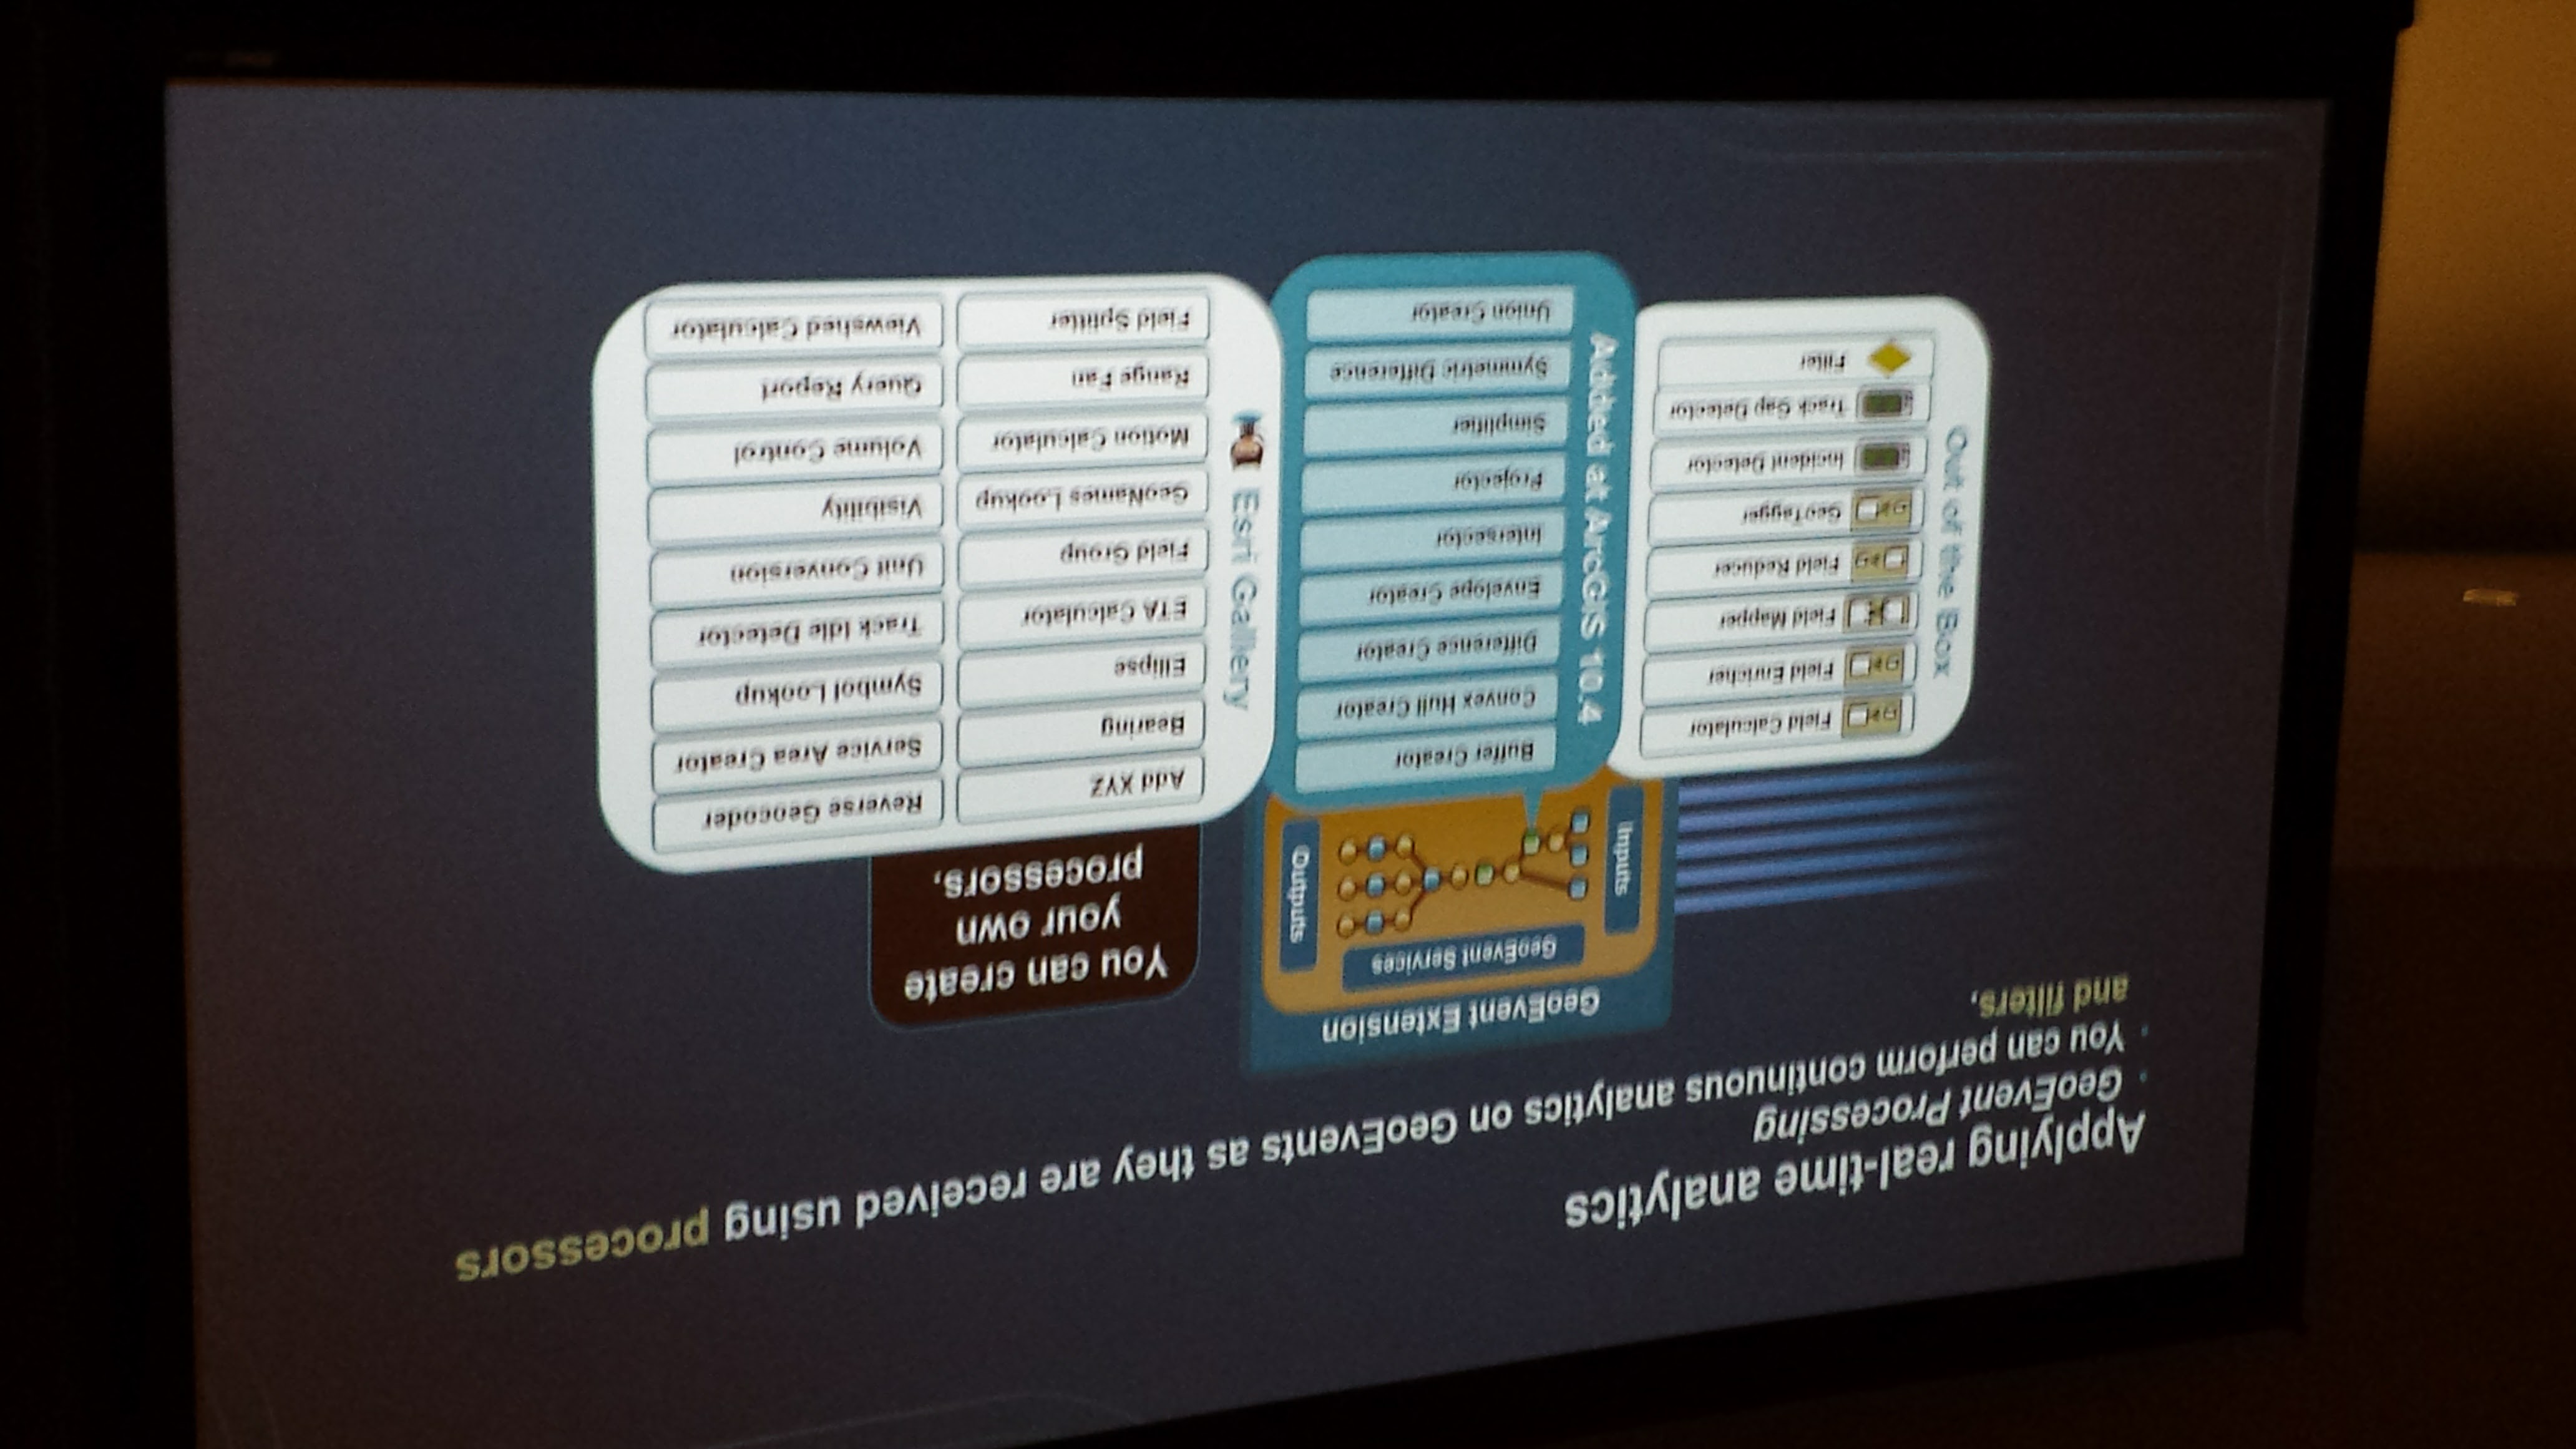 Applying real-time analytics
GeoEvent Processing
You can perform continuous analytics on GeoEvents as they are received using processors
and filters.
GeoEvent Extension
GeoEvent Services
Inputs
Outputs
You can create
your own
processors.
Out of the Box
Field Calculator
Field Enricher
Field Mapper
Field Reducer
GeoTagger
Incident Detector
Track Gap Detector
Filter
Added at ArcGIS 10.4
Buffer Creator
Convex Hull Creator
Difference Creator
Envelope Creator
Intersector
Projector
Simplifier
Symmetric Difference
Union Creator
Esri Gallery
Add XYZ
Bearing
Ellipse
ETA Calculator
Field Group
GeoNames Lookup
Motion Calculator
Range Fan
Field Splitter
Reverse Geocoder
Service Area Creator
Symbol Lookup
Track Idle Detector
Unit Conversion
Visibility
Volume Control
Query Report
Viewshed Calculator